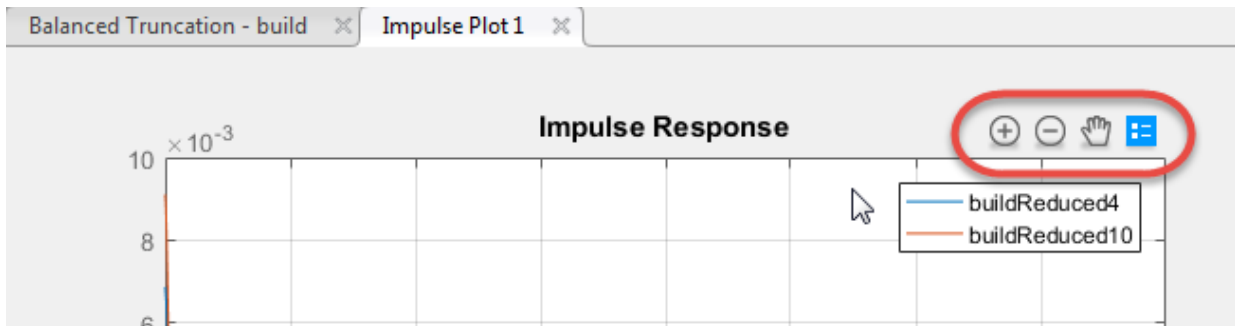 Balanced Truncation - build
Impulse Plot 1
Impulse Response
×10-3
10
buildReduced4
8
buildReduced10
6